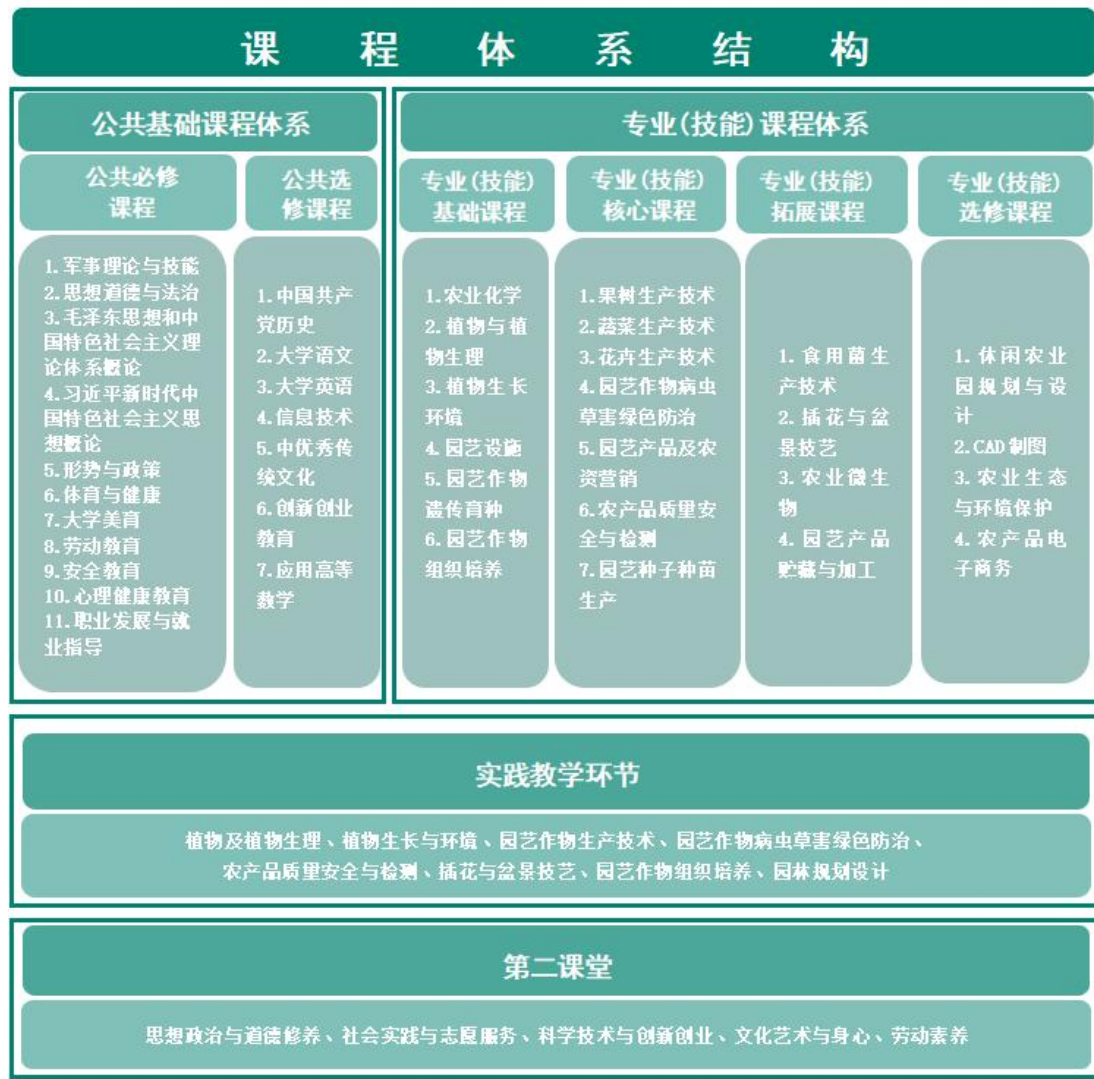 课程体系结构
公共基础课程体系
公共必修
课程
1.军事理论与技能
2.思想道德与法治
3.毛泽东思想和中
国特色社会主义理
论体系概论
4.习近平新时代中
国特色社会主义思
想概论
5.形势与政策
6.体育与健康
7.大学美育
8.劳动教育
9.安全教育
10.心理健康教育
11.职业发展与就
业指导
公共选
修课程
1.中国共产
党历史
2.大学语文
3.大学英语
4.信息技术
5.中优秀传
统文化
6.创新创业
教育
7.应用高等
数学
专业(技能)课程体系
专业(技能)
基础课程
1.农业化学
2.植物与植
物生理
3.植物生长
环境
4.园艺设施
5.园艺作物
遗传育种
6.园艺作物
组织培养
专业(技能)
核心课程
1.果树生产技术
2.蔬菜生产技术
3.花卉生产技术
4.园艺作物病虫
草害绿色防治
5.园艺产品及农
资营销
6.农产品质量安
全与检测
7.园艺种子种苗
生产
专业(技能)
拓展课程
1.食用菌生
产技术
2.插花与盆
景技艺
3.农业微生
物
4.园艺产品
贮藏与加工
专业(技能)
选修课程
1.休闲农业
园规划与设
计
2.CAD制图
3.农业生态
与环境保护
4.农产品电
子商务
实践教学环节
植物及植物生理、植物生长与环境、园艺作物生产技术、园艺作物病虫草害绿色防治、
农产品质量安全与检测、插花与盆景技艺、园艺作物组织培养、园林规划设计
第二课堂
思想政治与道德修养、社会实践与志愿服务、科学技术与创新创业、文化艺术与身心、劳动素养